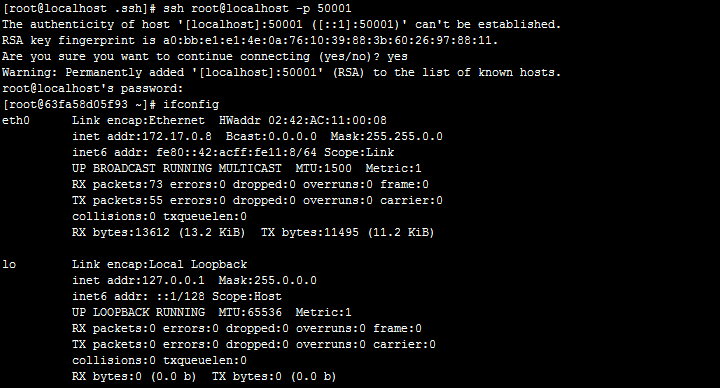 [root@localhost .ssh]# ssh root@localhost -p 50001
The authenticity of host '[localhost]:50001 ([::1]:50001)' can't be established.
RSA key fingerprint is a0:bb:e1:e1:4e:0a:76:10:39:88:3b:60:26:97:88:11.
Are you sure you want to continue connecting (yes/no)? yes
Warning: Permanently added '[localhost]:50001' (RSA) to the list of known hosts.
root@localhost's password:
[root@63fa58d05f93 ~]# ifconfig
eth0      Link encap:Ethernet  HWaddr 02:42:AC:11:00:08
          inet addr:172.17.0.8  Bcast:0.0.0.0  Mask:255.255.0.0
          inet6 addr: fe80::42:acff:fe11:8/64 Scope:Link
          UP BROADCAST RUNNING MULTICAST  MTU:1500  Metric:1
          RX packets:73 errors:0 dropped:0 overruns:0 frame:0
          TX packets:55 errors:0 dropped:0 overruns:0 carrier:0
          collisions:0 txqueuelen:0
          RX bytes:13612 (13.2 KiB)  TX bytes:11495 (11.2 KiB)

lo        Link encap:Local Loopback
          inet addr:127.0.0.1  Mask:255.0.0.0
          inet6 addr: ::1/128 Scope:Host
          UP LOOPBACK RUNNING  MTU:65536  Metric:1
          RX packets:0 errors:0 dropped:0 overruns:0 frame:0
          TX packets:0 errors:0 dropped:0 overruns:0 carrier:0
          collisions:0 txqueuelen:0
          RX bytes:0 (0.0 b)  TX bytes:0 (0.0 b)